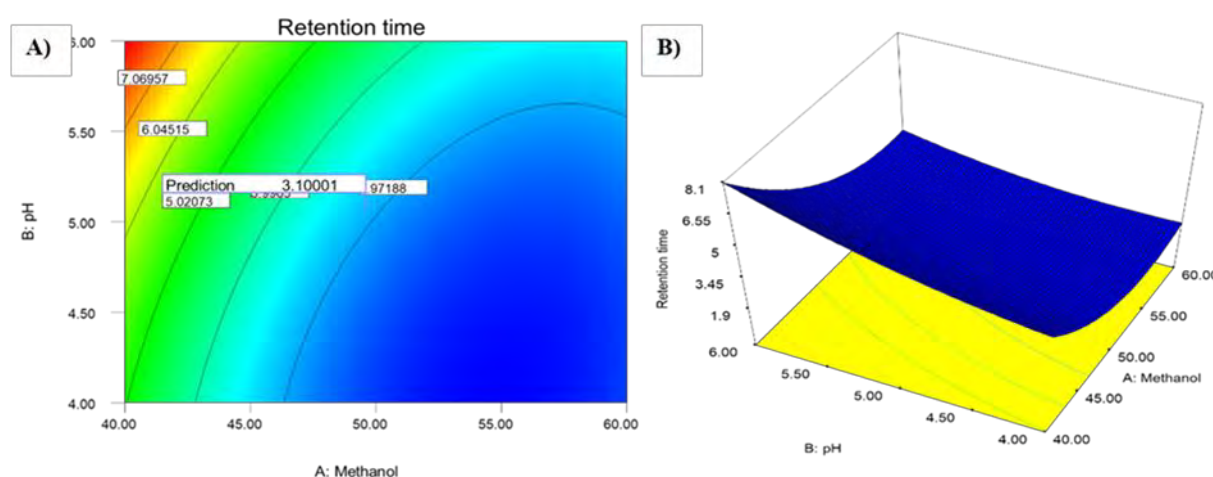 A)
Retention time
6.00
7.06957
6.04515
5.50
Prediction 3.10001
5.02073
.97188
5.00
B: pH
4.50
4.00
40.00 45.00 50.00 55.00 60.00
A: Methanol
B)
8.1
6.55
5
3.45
1.9
Retention time
6.00
5.50
5.00
4.50
4.00
B: pH
60.00
55.00
50.00
45.00
40.00
A: Methanol